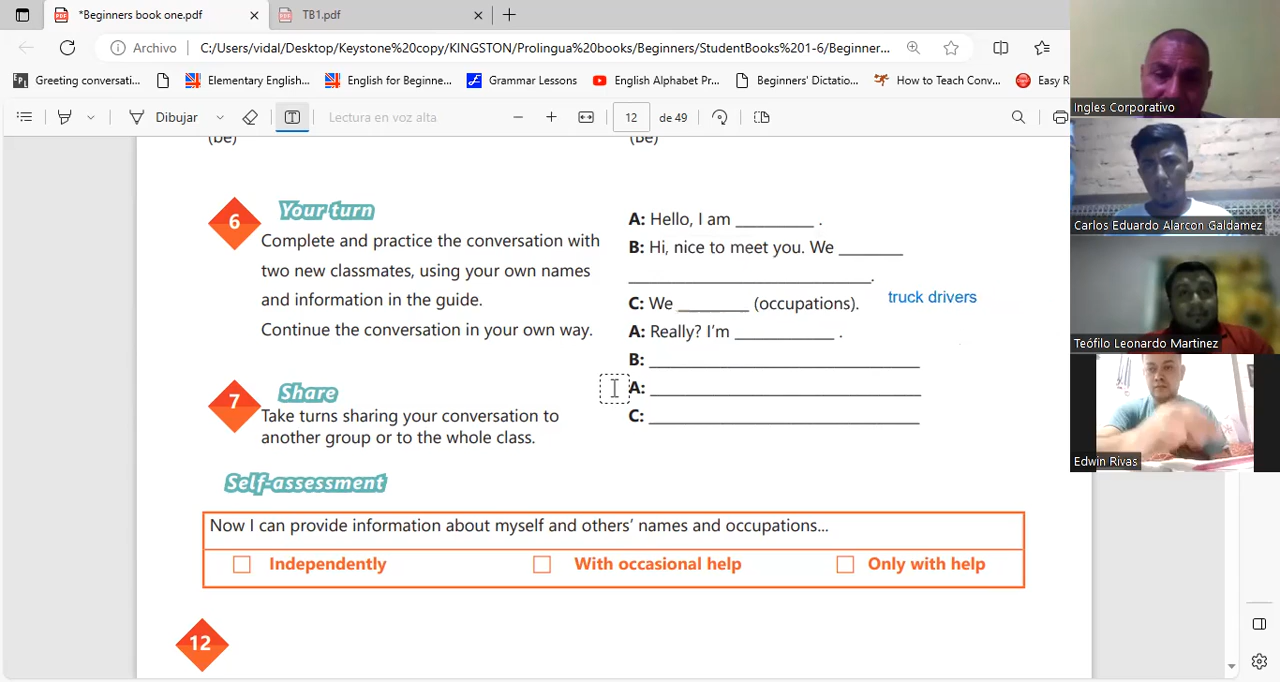 *Beginners book one.pdf
TB1.pdf
Archivo
C:/Users/vidal/Desktop/Keystone%20copy/KINGSTON/Prolingua%20books/Beginners/StudentBooks%201-6/Beginner...
Greeting conversati...
Elementary English...
English for Beginne...
Grammar Lessons
English Alphabet Pr...
Beginners' Dictatio...
How to Teach Conv...
Easy R
Dibujar
Lectura en voz alta
12
de 49
(be)
(be)
6
Your turn
Complete and practice the conversation with
two new classmates, using your own names
and information in the guide.
Continue the conversation in your own way.
A: Hello, I am _________ .
B: Hi, nice to meet you. We _______
___________________________.
C: We ________ (occupations).
truck drivers
A: Really? I'm ___________ .
B: ______________________________
A: ______________________________
C: ______________________________
7
Share
Take turns sharing your conversation to
another group or to the whole class.
Self-assessment
Now I can provide information about myself and others' names and occupations...
Independently
With occasional help
Only with help
12
Ingles Corporativo
Carlos Eduardo Alarcon Galdamez
Teófilo Leonardo Martinez
Edwin Rivas